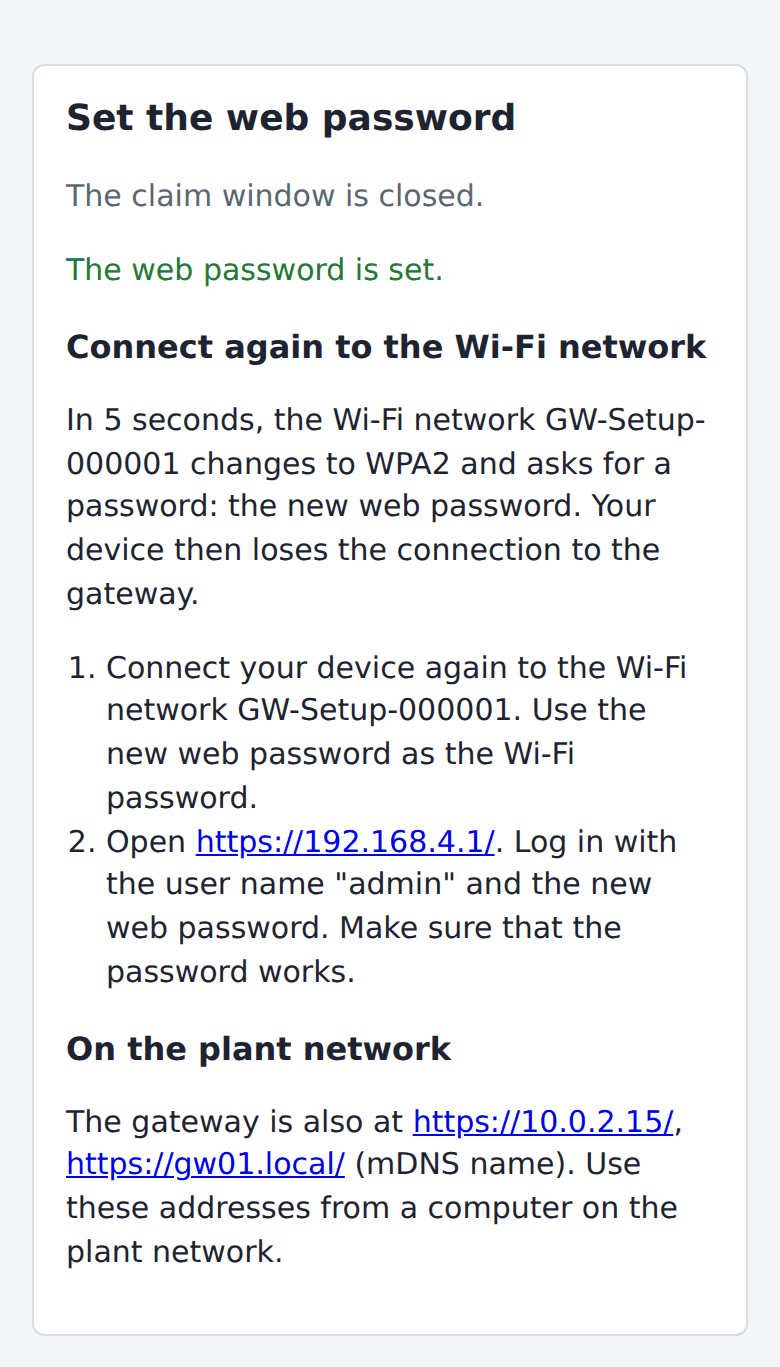 Set the web password
The claim window is closed.
The web password is set.
Connect again to the Wi-Fi network
In 5 seconds, the Wi-Fi network GW-Setup-
000001 changes to WPA2 and asks for a
password: the new web password. Your
device then loses the connection to the
gateway.
1. Connect your device again to the Wi-Fi
network GW-Setup-000001. Use the
new web password as the Wi-Fi
password.
2. Open https://192.168.4.1/. Log in with
the user name "admin" and the new
web password. Make sure that the
password works.
On the plant network
The gateway is also at https://10.0.2.15/,
https://gw01.local/ (mDNS name). Use
these addresses from a computer on the
plant network.